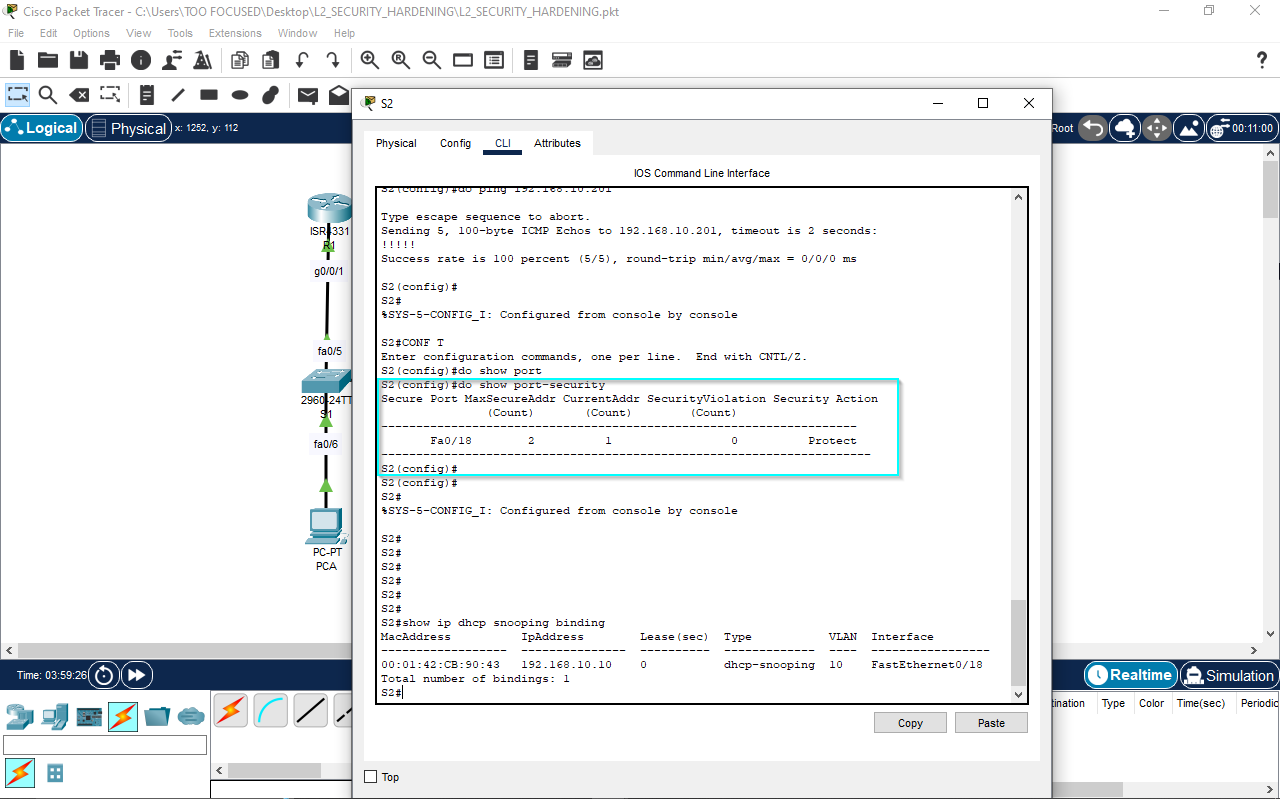 Cisco Packet Tracer - C:\Users\TOO FOCUSED\Desktop\L2_SECURITY_HARDENING\L2_SECURITY_HARDENING.pkt
File Edit Options View Tools Extensions Window Help
?
Logical
Physical
x: 1252, y: 112
Root
00:11:00
ISR4331
R1
g0/0/1
fa0/5
2960-24TT
S1
fa0/6
PC-PT
PCA
S2
Physical Config CLI Attributes
IOS Command Line Interface
S2(config)#do ping 192.168.10.201
Type escape sequence to abort.
Sending 5, 100-byte ICMP Echos to 192.168.10.201, timeout is 2 seconds:
!!!!!
Success rate is 100 percent (5/5), round-trip min/avg/max = 0/0/0 ms
S2(config)#
S2#
%SYS-5-CONFIG_I: Configured from console by console
S2#CONF T
Enter configuration commands, one per line.  End with CNTL/Z.
S2(config)#do show port
S2(config)#do show port-security
Secure Port MaxSecureAddr CurrentAddr SecurityViolation Security Action
(Count) (Count) (Count)
--------------------------------------------------------------------
Fa0/18 2 1 0 Protect
----------------------------------------------------------------------
S2(config)#
S2(config)#
S2#
%SYS-5-CONFIG_I: Configured from console by console
S2#
S2#
S2#
S2#
S2#
S2#
S2#show ip dhcp snooping binding
MacAddress IpAddress Lease(sec) Type VLAN Interface
------------------ --------------- ---------- ------------- ---- -----------------
00:01:42:CB:90:43 192.168.10.10 0 dhcp-snooping 10 FastEthernet0/18
Total number of bindings: 1
S2#
Copy Paste
Top
Time: 03:59:26
Realtime
Simulation
tination Type Color Time(sec) Periodic